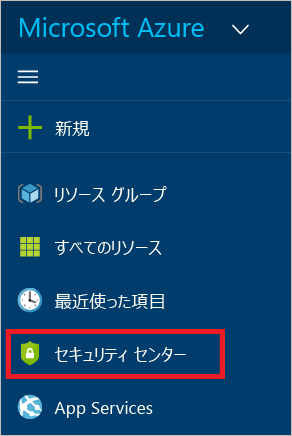 Microsoft Azure
新規
リソース グループ
すべてのリソース
最近使った項目
セキュリティ センター
App Services